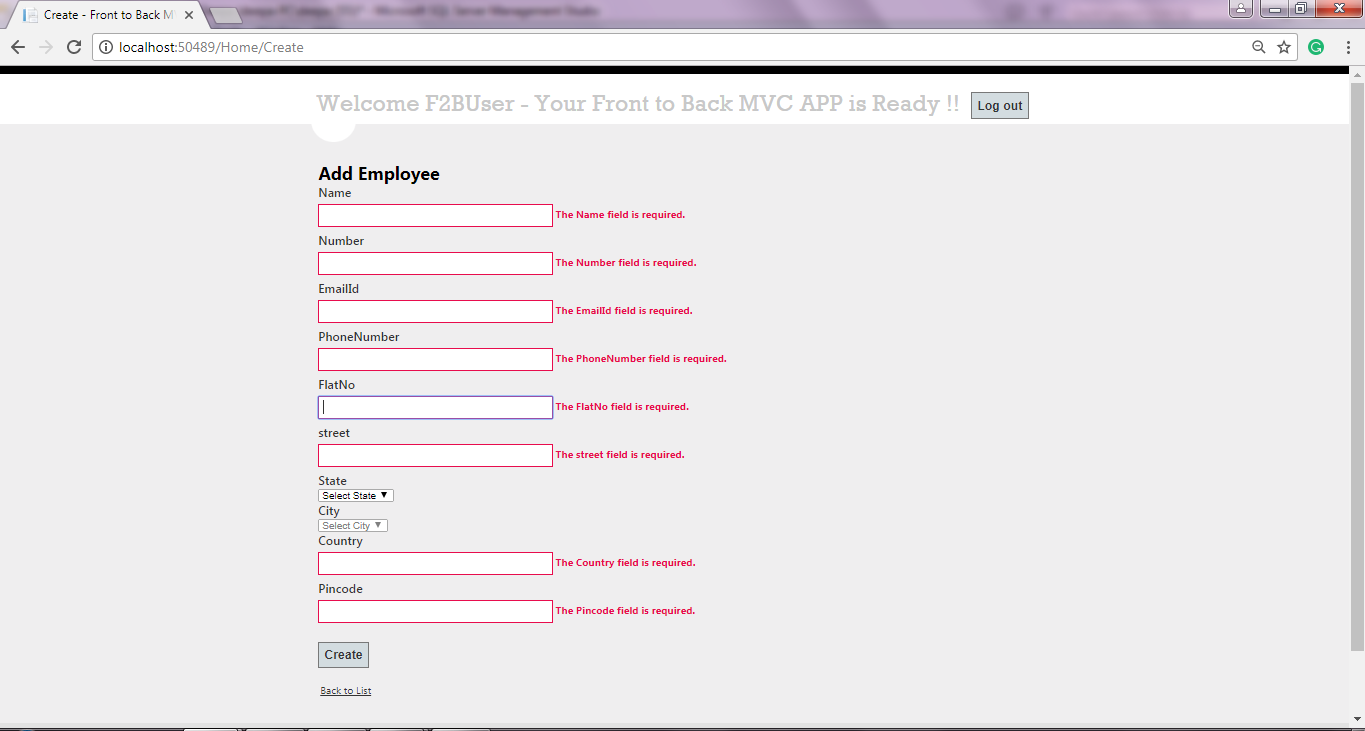 Create - Front to Back M
localhost:50489/Home/Create
Welcome F2BUser - Your Front to Back MVC APP is Ready !!
Log out
Add Employee
Name
The Name field is required.
Number
The Number field is required.
EmailId
The EmailId field is required.
PhoneNumber
The PhoneNumber field is required.
FlatNo
The FlatNo field is required.
street
The street field is required.
State
Select State
City
Select City
Country
The Country field is required.
Pincode
The Pincode field is required.
Create
Back to List